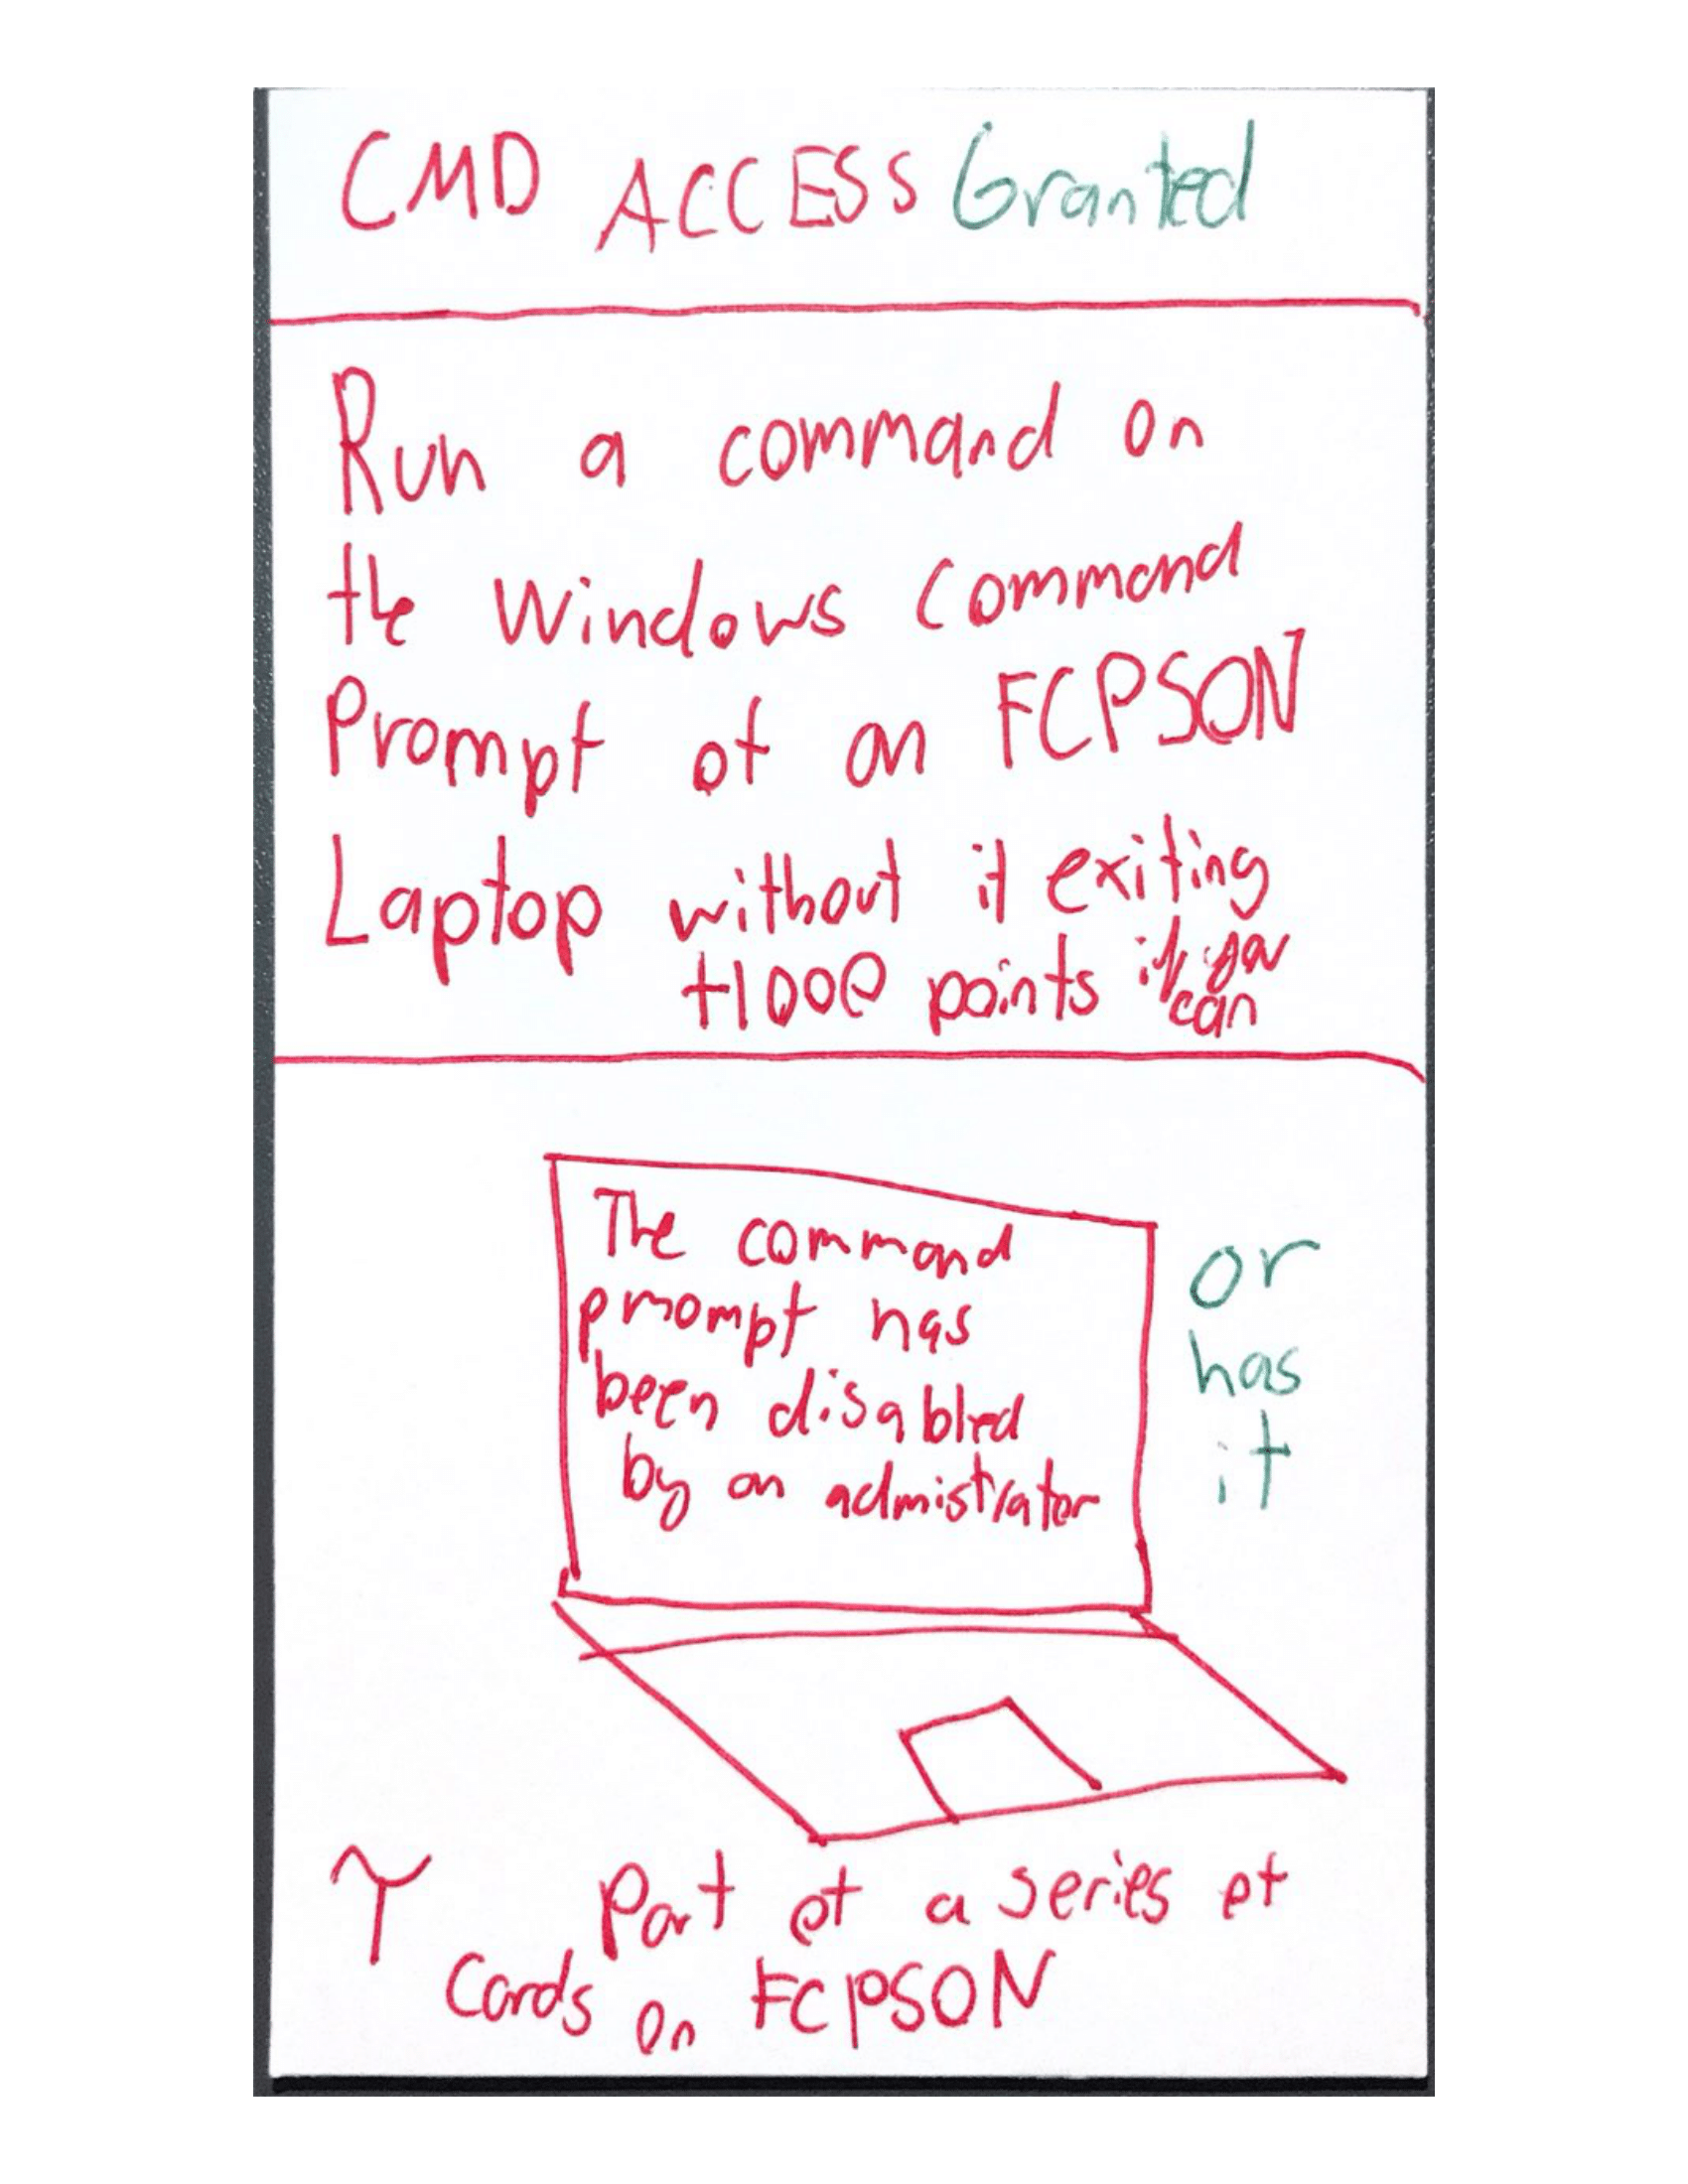 CMD ACCESS Granted
Run a command on
the Windows Command
Prompt of an FCPSON
Laptop without it exiting
+1000 points if you
can
The command
prompt has
been disabled
by an admistrator
or
has
it
Part of a series of
Cards on FCPSON